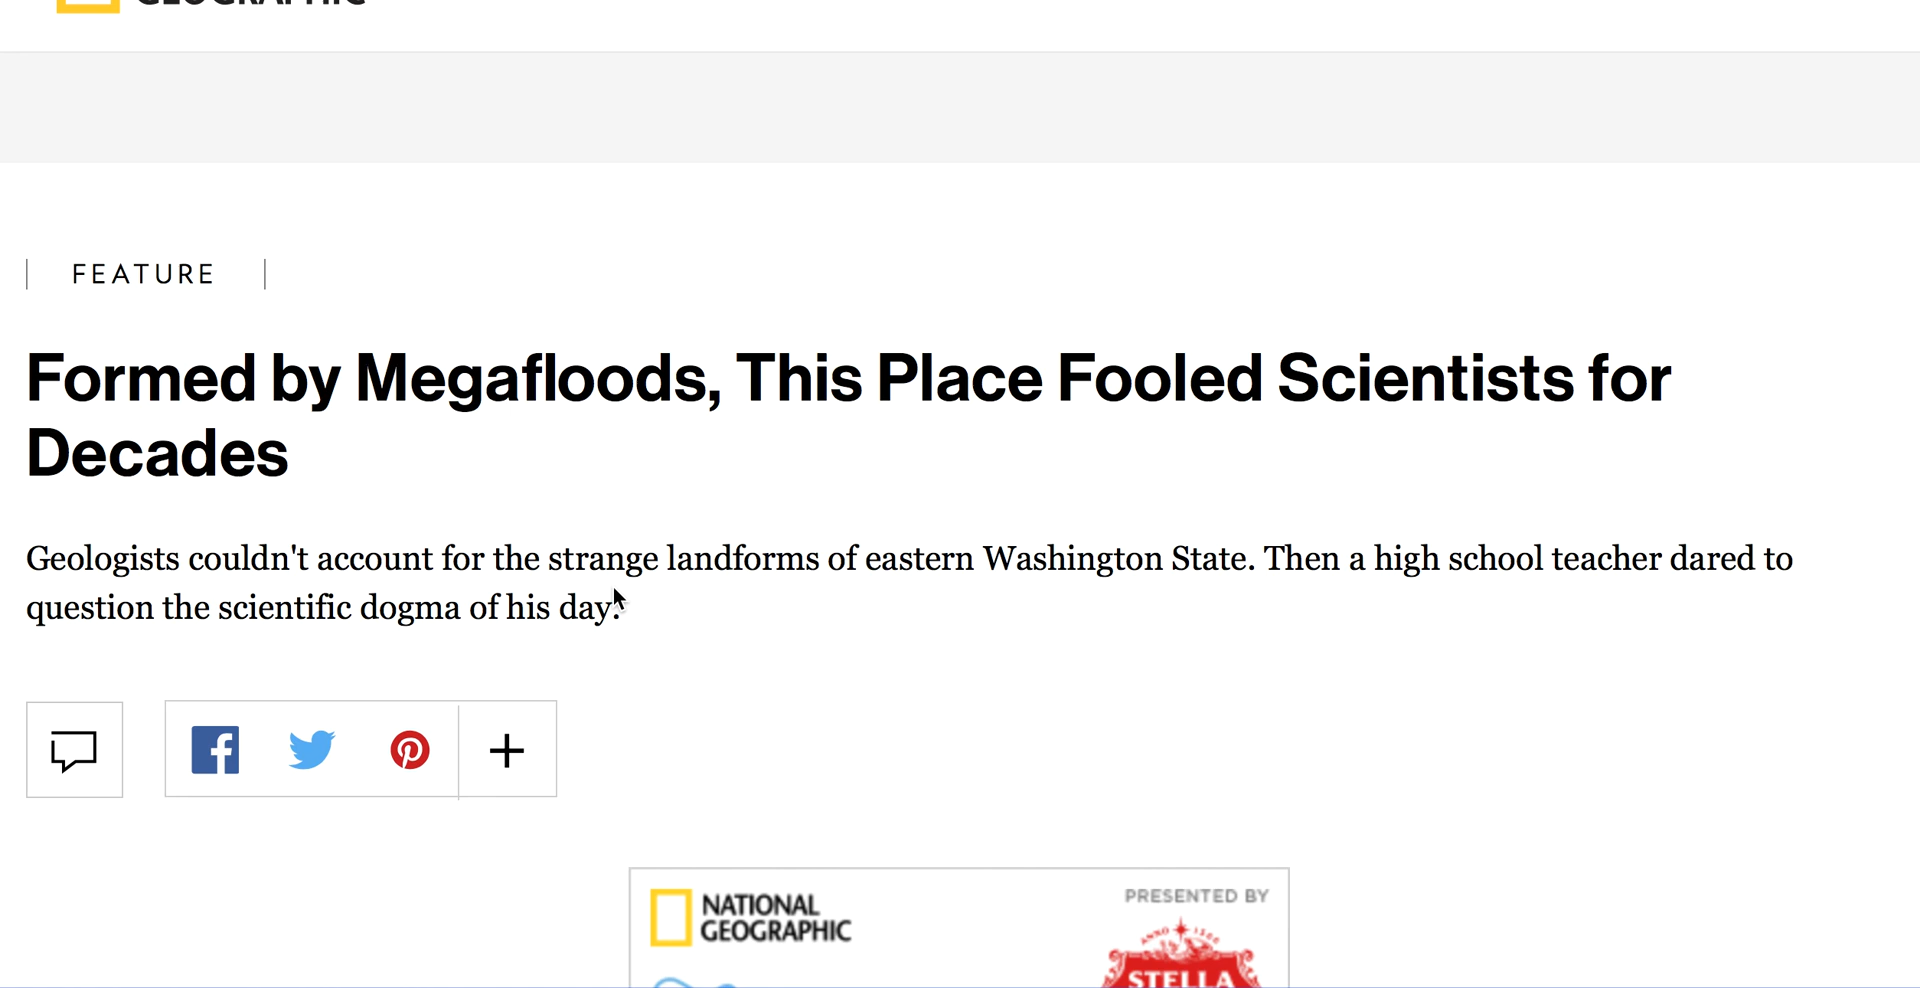 GEOGRAPHIC
FEATURE
Formed by Megafloods, This Place Fooled Scientists for
Decades
Geologists couldn't account for the strange landforms of eastern Washington State. Then a high school teacher dared to
question the scientific dogma of his day.
NATIONAL
GEOGRAPHIC
PRESENTED BY
ANNO 1366
STELLA